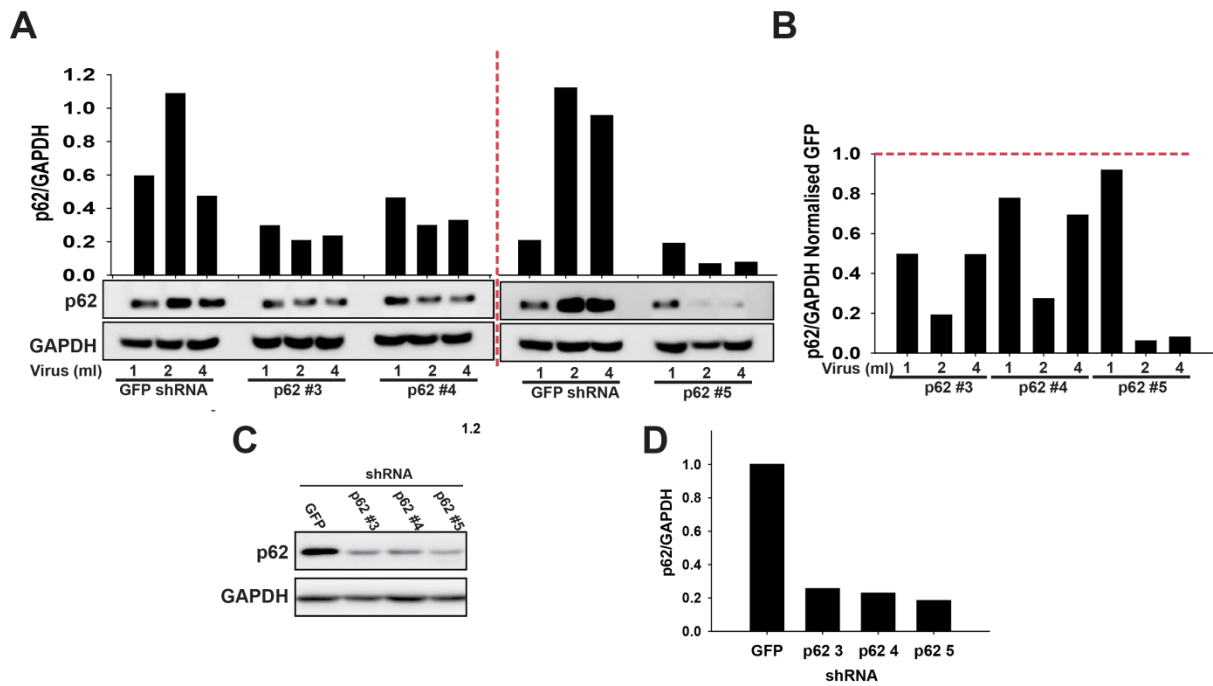 A
B
p62/GAPDH
1.2
1.0
0.8
0.6
0.4
0.2
0.0
p62
GAPDH
Virus (ml) 1 2 4 1 2 4 1 2 4 1 2 4 1 2 4
GFP shRNA p62 #3 p62 #4 GFP shRNA p62 #5
p62/GAPDH Normalised GFP
1.0
0.8
0.6
0.4
0.2
0.0
Virus (ml) 1 2 4 1 2 4 1 2 4
p62 #3 p62 #4 p62 #5
-
1.2
C
shRNA
GFP p62 #3 p62 #4 p62 #5
p62
GAPDH
D
p62/GAPDH
1.0
0.8
0.6
0.4
0.2
0.0
GFP p62 3 p62 4 p62 5
shRNA